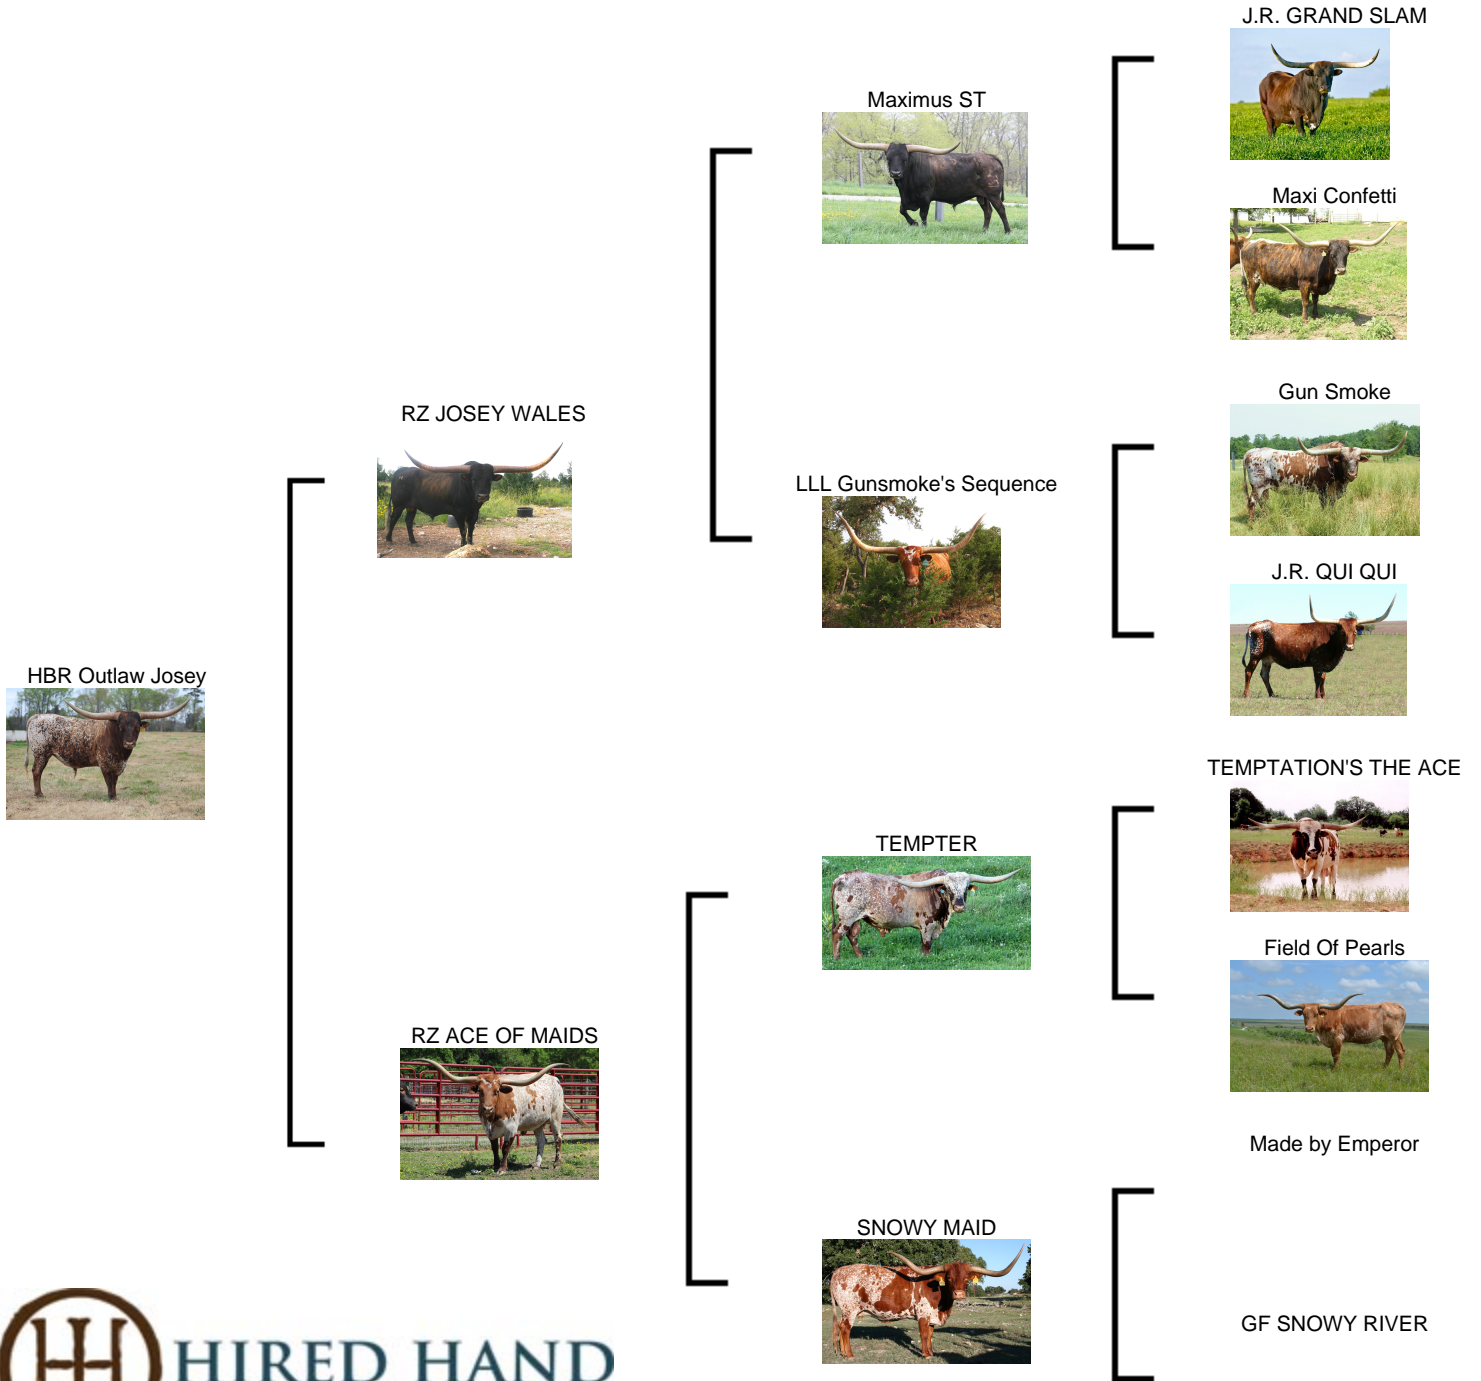 J.R. GRAND SLAM
Maximus ST
Maxi Confetti
Gun Smoke
RZ JOSEY WALES
LLL Gunsmoke's Sequence
J.R. QUI QUI
HBR Outlaw Josey
TEMPTATION'S THE ACE
TEMPTER
Field Of Pearls
RZ ACE OF MAIDS
Made by Emperor
SNOWY MAID
GF SNOWY RIVER
HIRED HAND